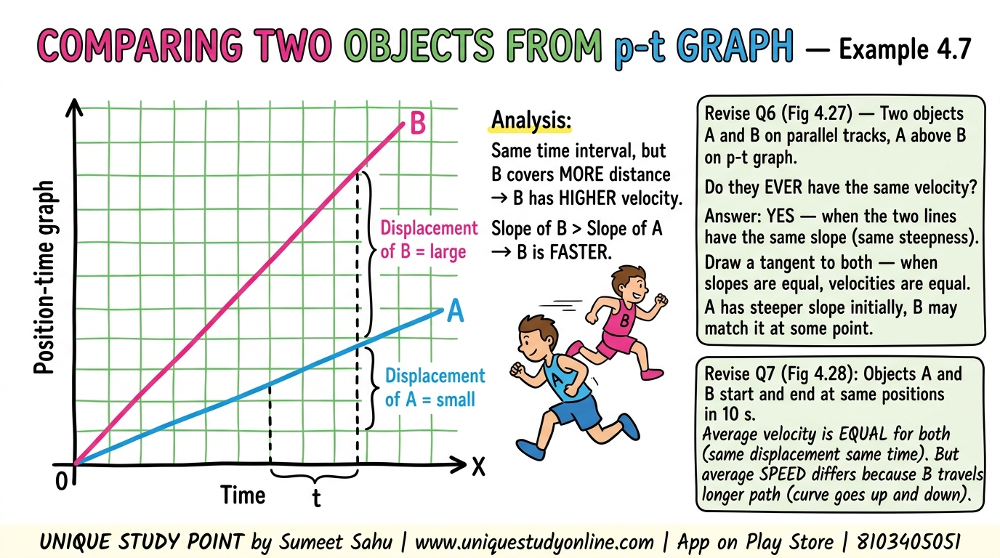 COMPARING TWO OBJECTS FROM p-t GRAPH — Example 4.7
Position-time graph
B
A
Displacement
of B = large
Displacement
of A = small
0
X
Time
t
Analysis:
Same time interval, but
B covers MORE distance
→ B has HIGHER velocity.
Slope of B > Slope of A
→ B is FASTER.
B
A
Revise Q6 (Fig 4.27) — Two objects
A and B on parallel tracks, A above B
on p-t graph.
Do they EVER have the same velocity?
Answer: YES — when the two lines
have the same slope (same steepness).
Draw a tangent to both — when
slopes are equal, velocities are equal.
A has steeper slope initially, B may
match it at some point.
Revise Q7 (Fig 4.28): Objects A and
B start and end at same positions
in 10 s.
Average velocity is EQUAL for both
(same displacement same time). But
average SPEED differs because B travels
longer path (curve goes up and down).
UNIQUE STUDY POINT by Sumeet Sahu | www.uniquestudyonline.com | App on Play Store | 8103405051